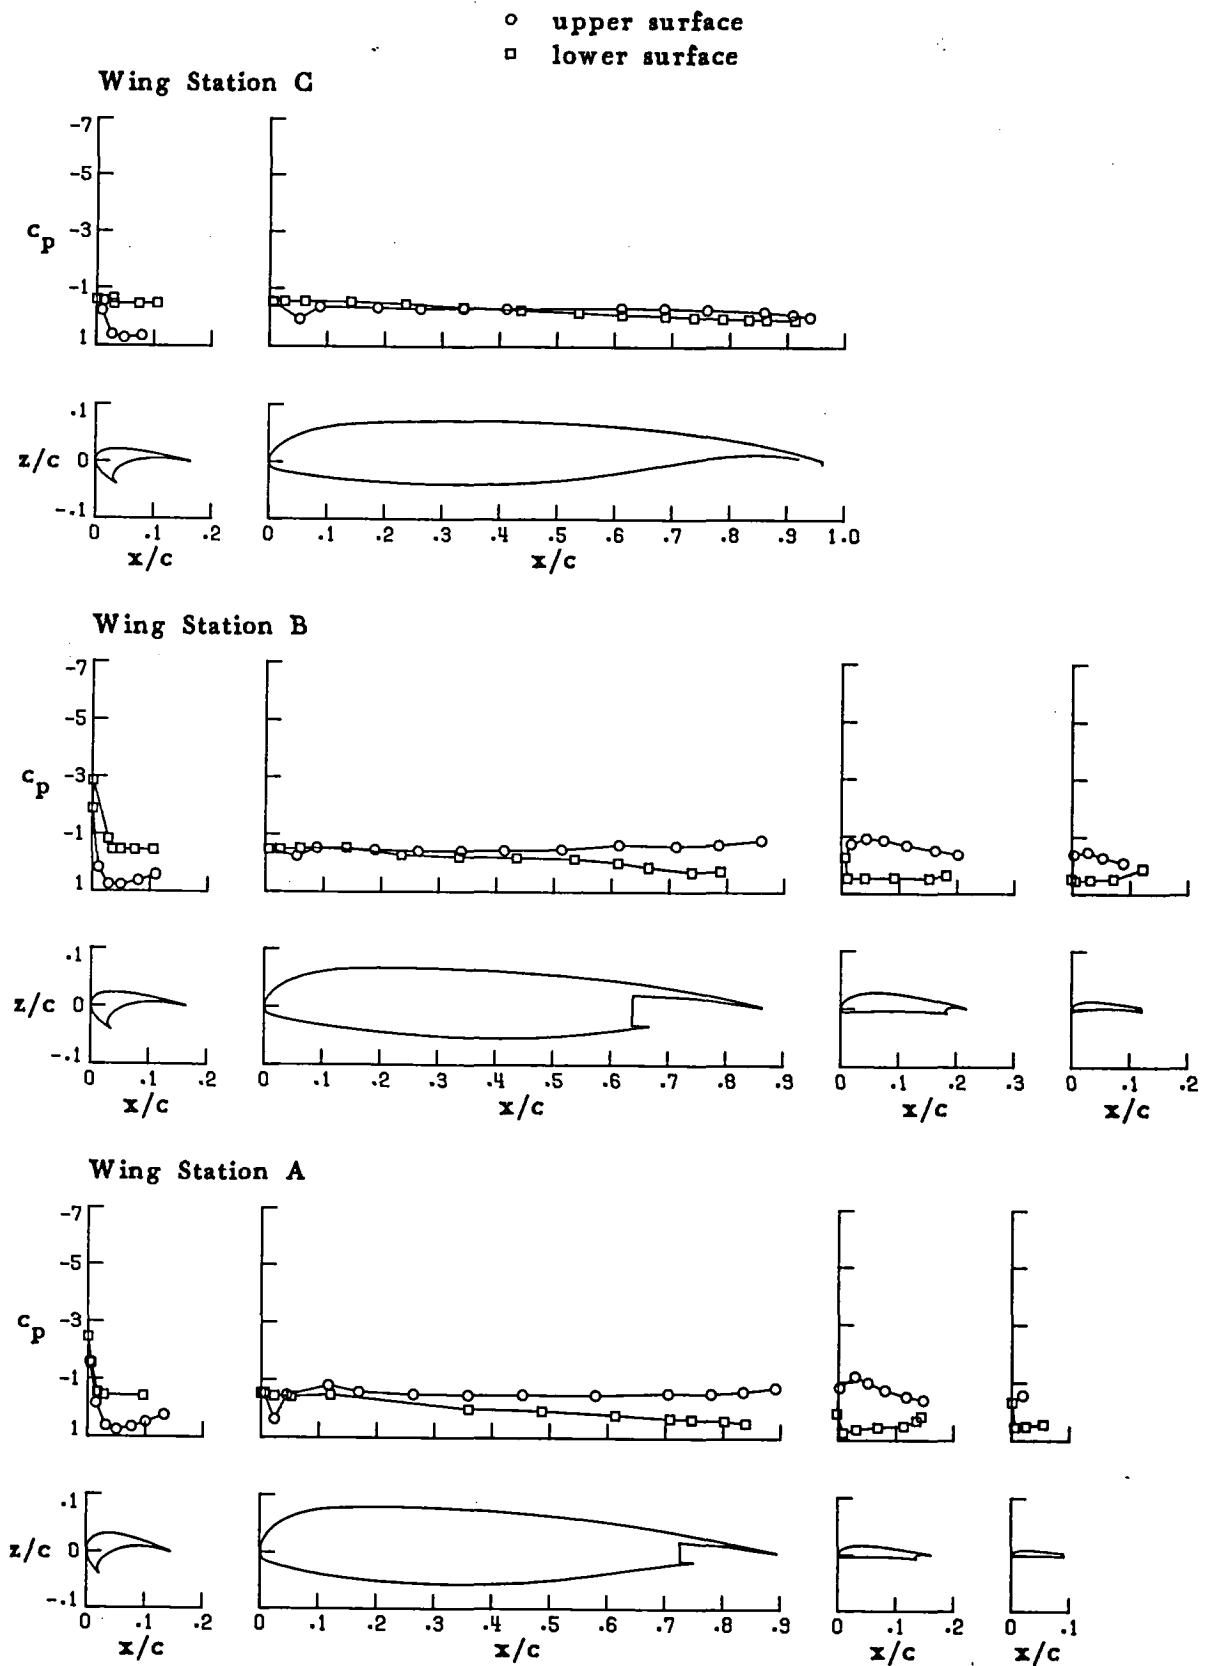 upper surface
lower surface
Wing Station C
-7
-5
c_p -3
-1
1
.1
z/c 0
-.1
0 .1 .2 0 .1 .2 .3 .4 .5 .6 .7 .8 .9 1.0
x/c x/c
Wing Station B
-7
-5
c_p -3
-1
1
.1
z/c 0
-.1
0 .1 .2 0 .1 .2 .3 .4 .5 .6 .7 .8 .9 0 .1 .2 .3 0 .1 .2
x/c x/c x/c x/c
Wing Station A
-7
-5
c_p -3
-1
1
.1
z/c 0
-.1
0 .1 .2 0 .1 .2 .3 .4 .5 .6 .7 .8 .9 0 .1 .2 0 .1
x/c x/c x/c x/c